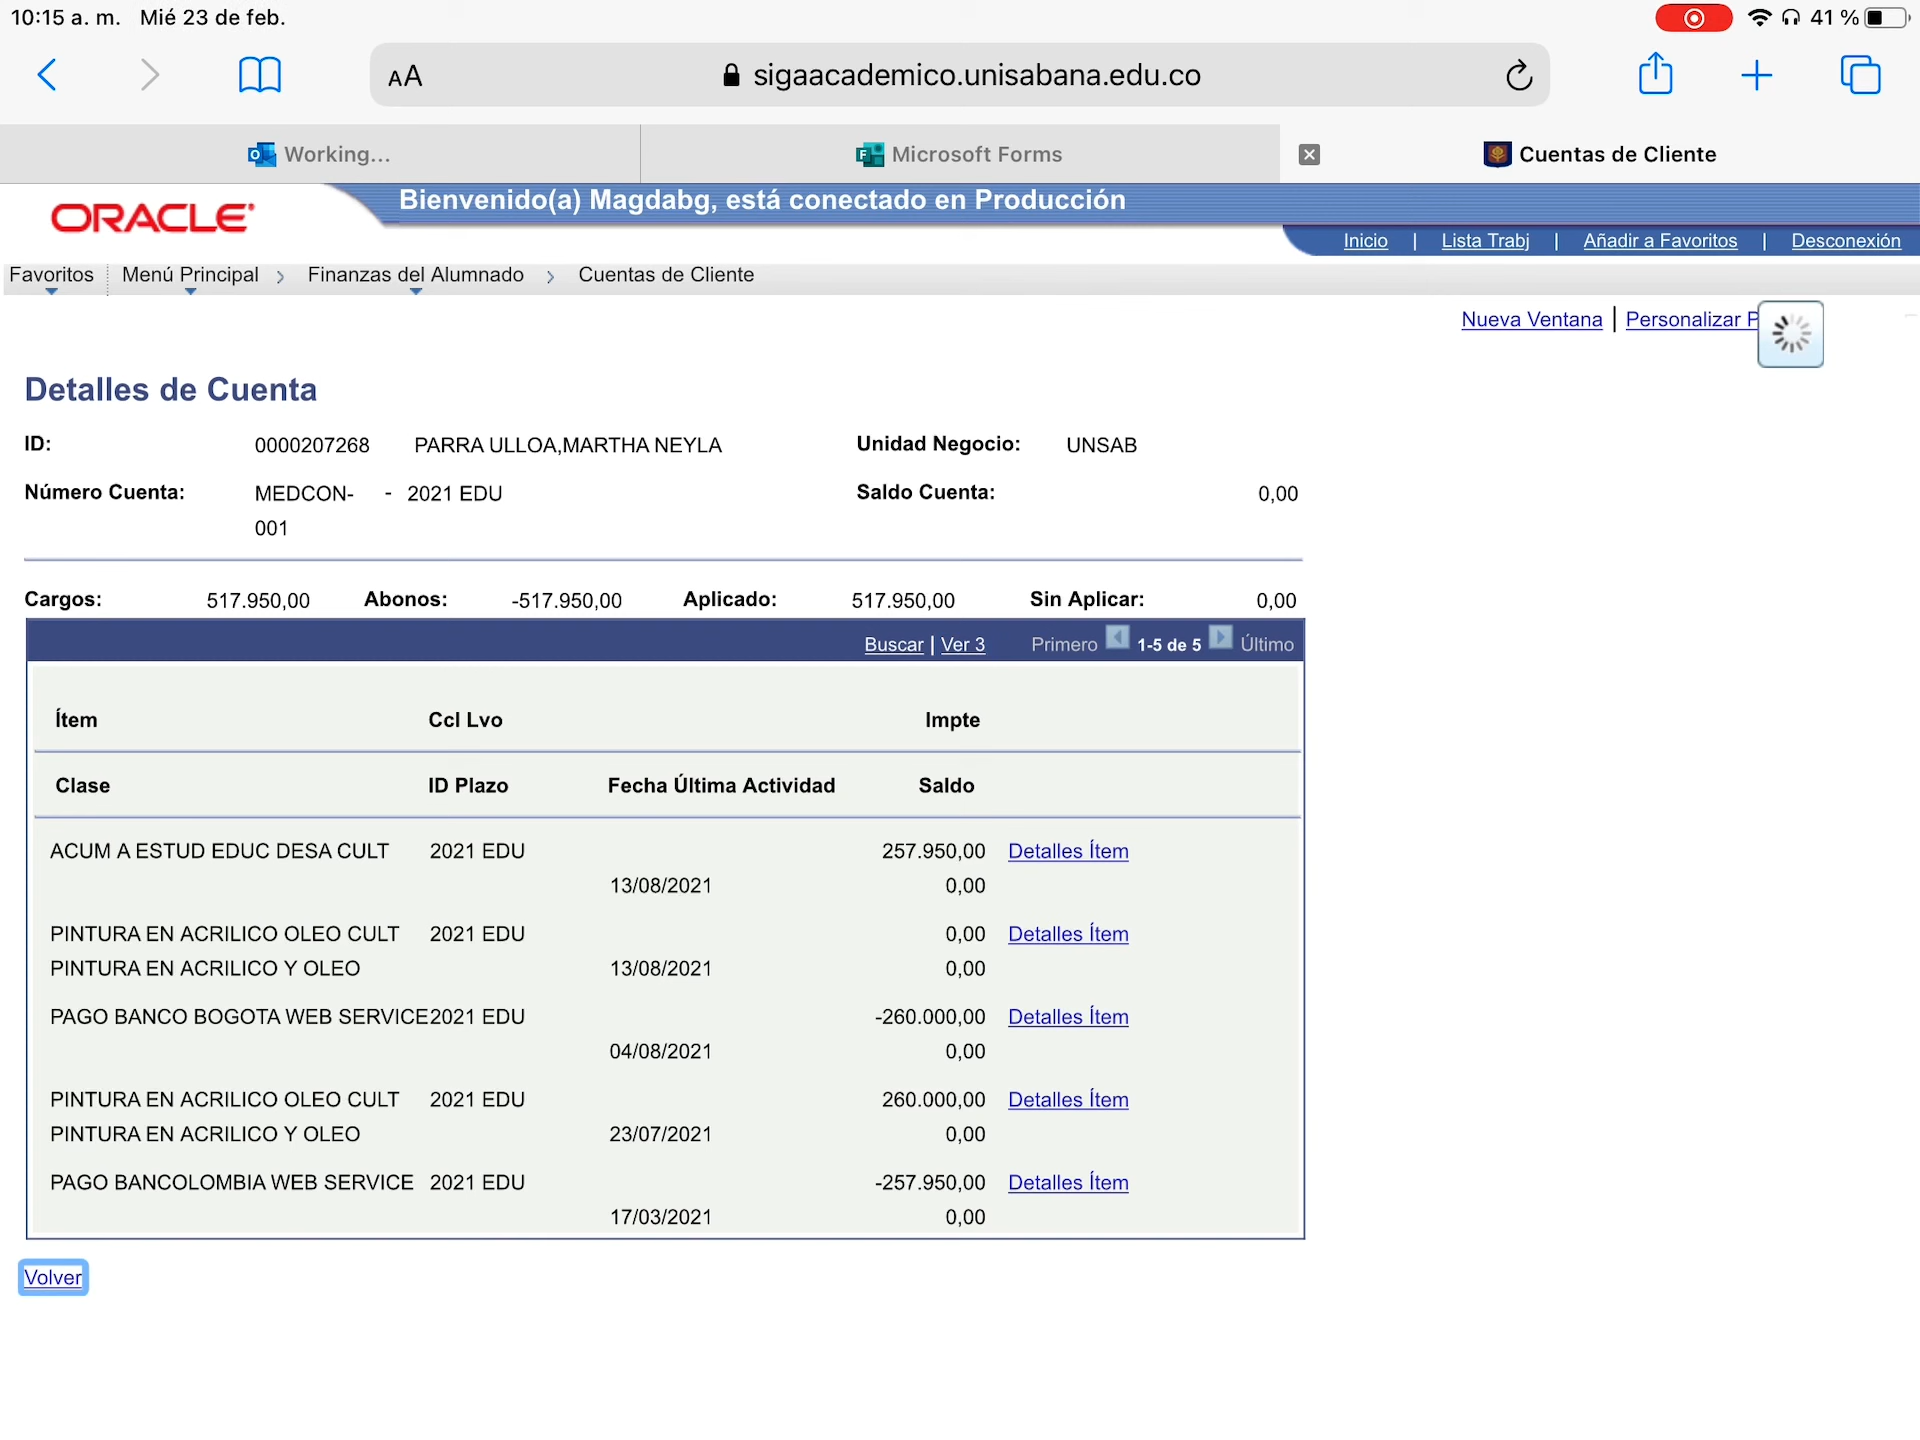 10:15 a. m. Mié 23 de feb. 41 %
AA sigaacademico.unisabana.edu.co
Working... Microsoft Forms Cuentas de Cliente
ORACLE Bienvenido(a) Magdabg, está conectado en Producción
Inicio | Lista Trabj | Añadir a Favoritos | Desconexión
Favoritos Menú Principal > Finanzas del Alumnado > Cuentas de Cliente
Nueva Ventana | Personalizar P
Detalles de Cuenta
ID: 0000207268 PARRA ULLOA,MARTHA NEYLA Unidad Negocio: UNSAB
Número Cuenta: MEDCON- - 2021 EDU Saldo Cuenta: 0,00
001
Cargos: 517.950,00 Abonos: -517.950,00 Aplicado: 517.950,00 Sin Aplicar: 0,00
Buscar | Ver 3 Primero 1-5 de 5 Último
Ítem Ccl Lvo Impte
Clase ID Plazo Fecha Última Actividad Saldo
ACUM A ESTUD EDUC DESA CULT 2021 EDU 257.950,00 Detalles Ítem
13/08/2021 0,00
PINTURA EN ACRILICO OLEO CULT 2021 EDU 0,00 Detalles Ítem
PINTURA EN ACRILICO Y OLEO 13/08/2021 0,00
PAGO BANCO BOGOTA WEB SERVICE 2021 EDU -260.000,00 Detalles Ítem
04/08/2021 0,00
PINTURA EN ACRILICO OLEO CULT 2021 EDU 260.000,00 Detalles Ítem
PINTURA EN ACRILICO Y OLEO 23/07/2021 0,00
PAGO BANCOLOMBIA WEB SERVICE 2021 EDU -257.950,00 Detalles Ítem
17/03/2021 0,00
Volver